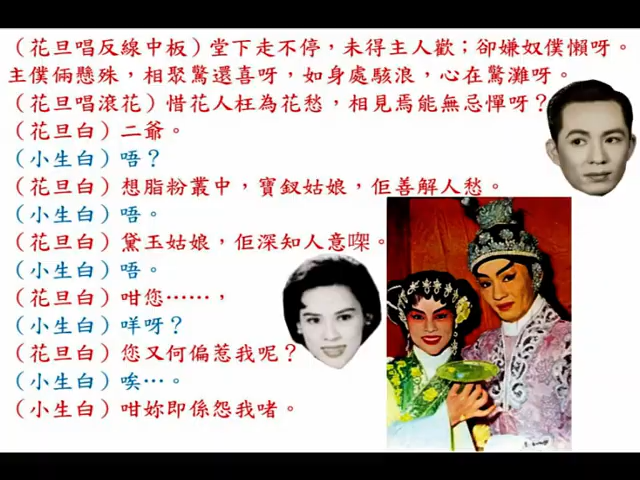 （花旦唱反線中板）堂下走不停，未得主人歡；卻嫌奴僕懶呀。
主僕倆懸殊，相聚驚還喜呀，如身處駭浪，心在驚灘呀。
（花旦唱滾花）惜花人枉為花愁，相見焉能無忌憚呀？
（花旦白）二爺。
（小生白）唔？
（花旦白）想脂粉叢中，寶釵姑娘，佢善解人愁。
（小生白）唔。
（花旦白）黛玉姑娘，佢深知人意㗎。
（小生白）唔。
（花旦白）咁您……，
（小生白）咩呀？
（花旦白）您又何偏惹我呢？
（小生白）唉…。
（小生白）咁妳即係怨我啫。